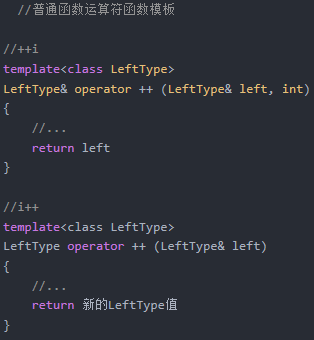 //普通函数运算符函数模板
//++i
template<class LeftType>
LeftType& operator ++ (LeftType& left, int)
{
//...
return left
}
//i++
template<class LeftType>
LeftType operator ++ (LeftType& left)
{
//...
return 新的LeftType值
}